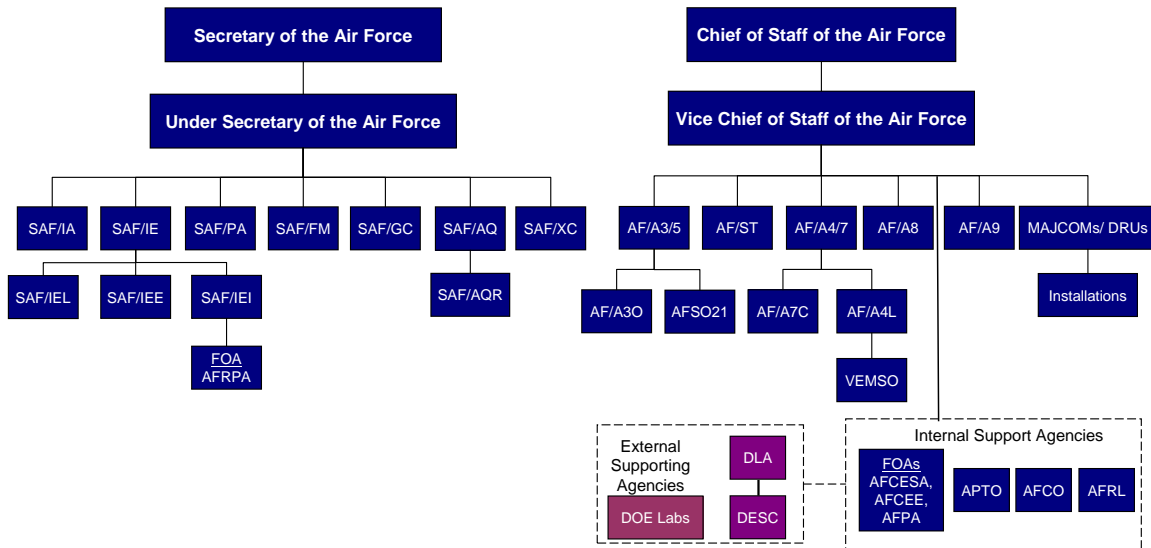 Secretary of the Air Force
Chief of Staff of the Air Force
Under Secretary of the Air Force
Vice Chief of Staff of the Air Force
SAF/IA
SAF/IE
SAF/PA
SAF/FM
SAF/GC
SAF/AQ
SAF/XC
AF/A3/5
AF/ST
AF/A4/7
AF/A8
AF/A9
MAJCOMs/ DRUs
SAF/IEL
SAF/IEE
SAF/IEI
SAF/AQR
AF/A3O
AFSO21
AF/A7C
AF/A4L
Installations
FOA
AFRPA
VEMSO
External
Supporting
Agencies
DOE Labs
DLA
DESC
Internal Support Agencies
FOAs
AFCESA,
AFCEE,
AFPA
APTO
AFCO
AFRL